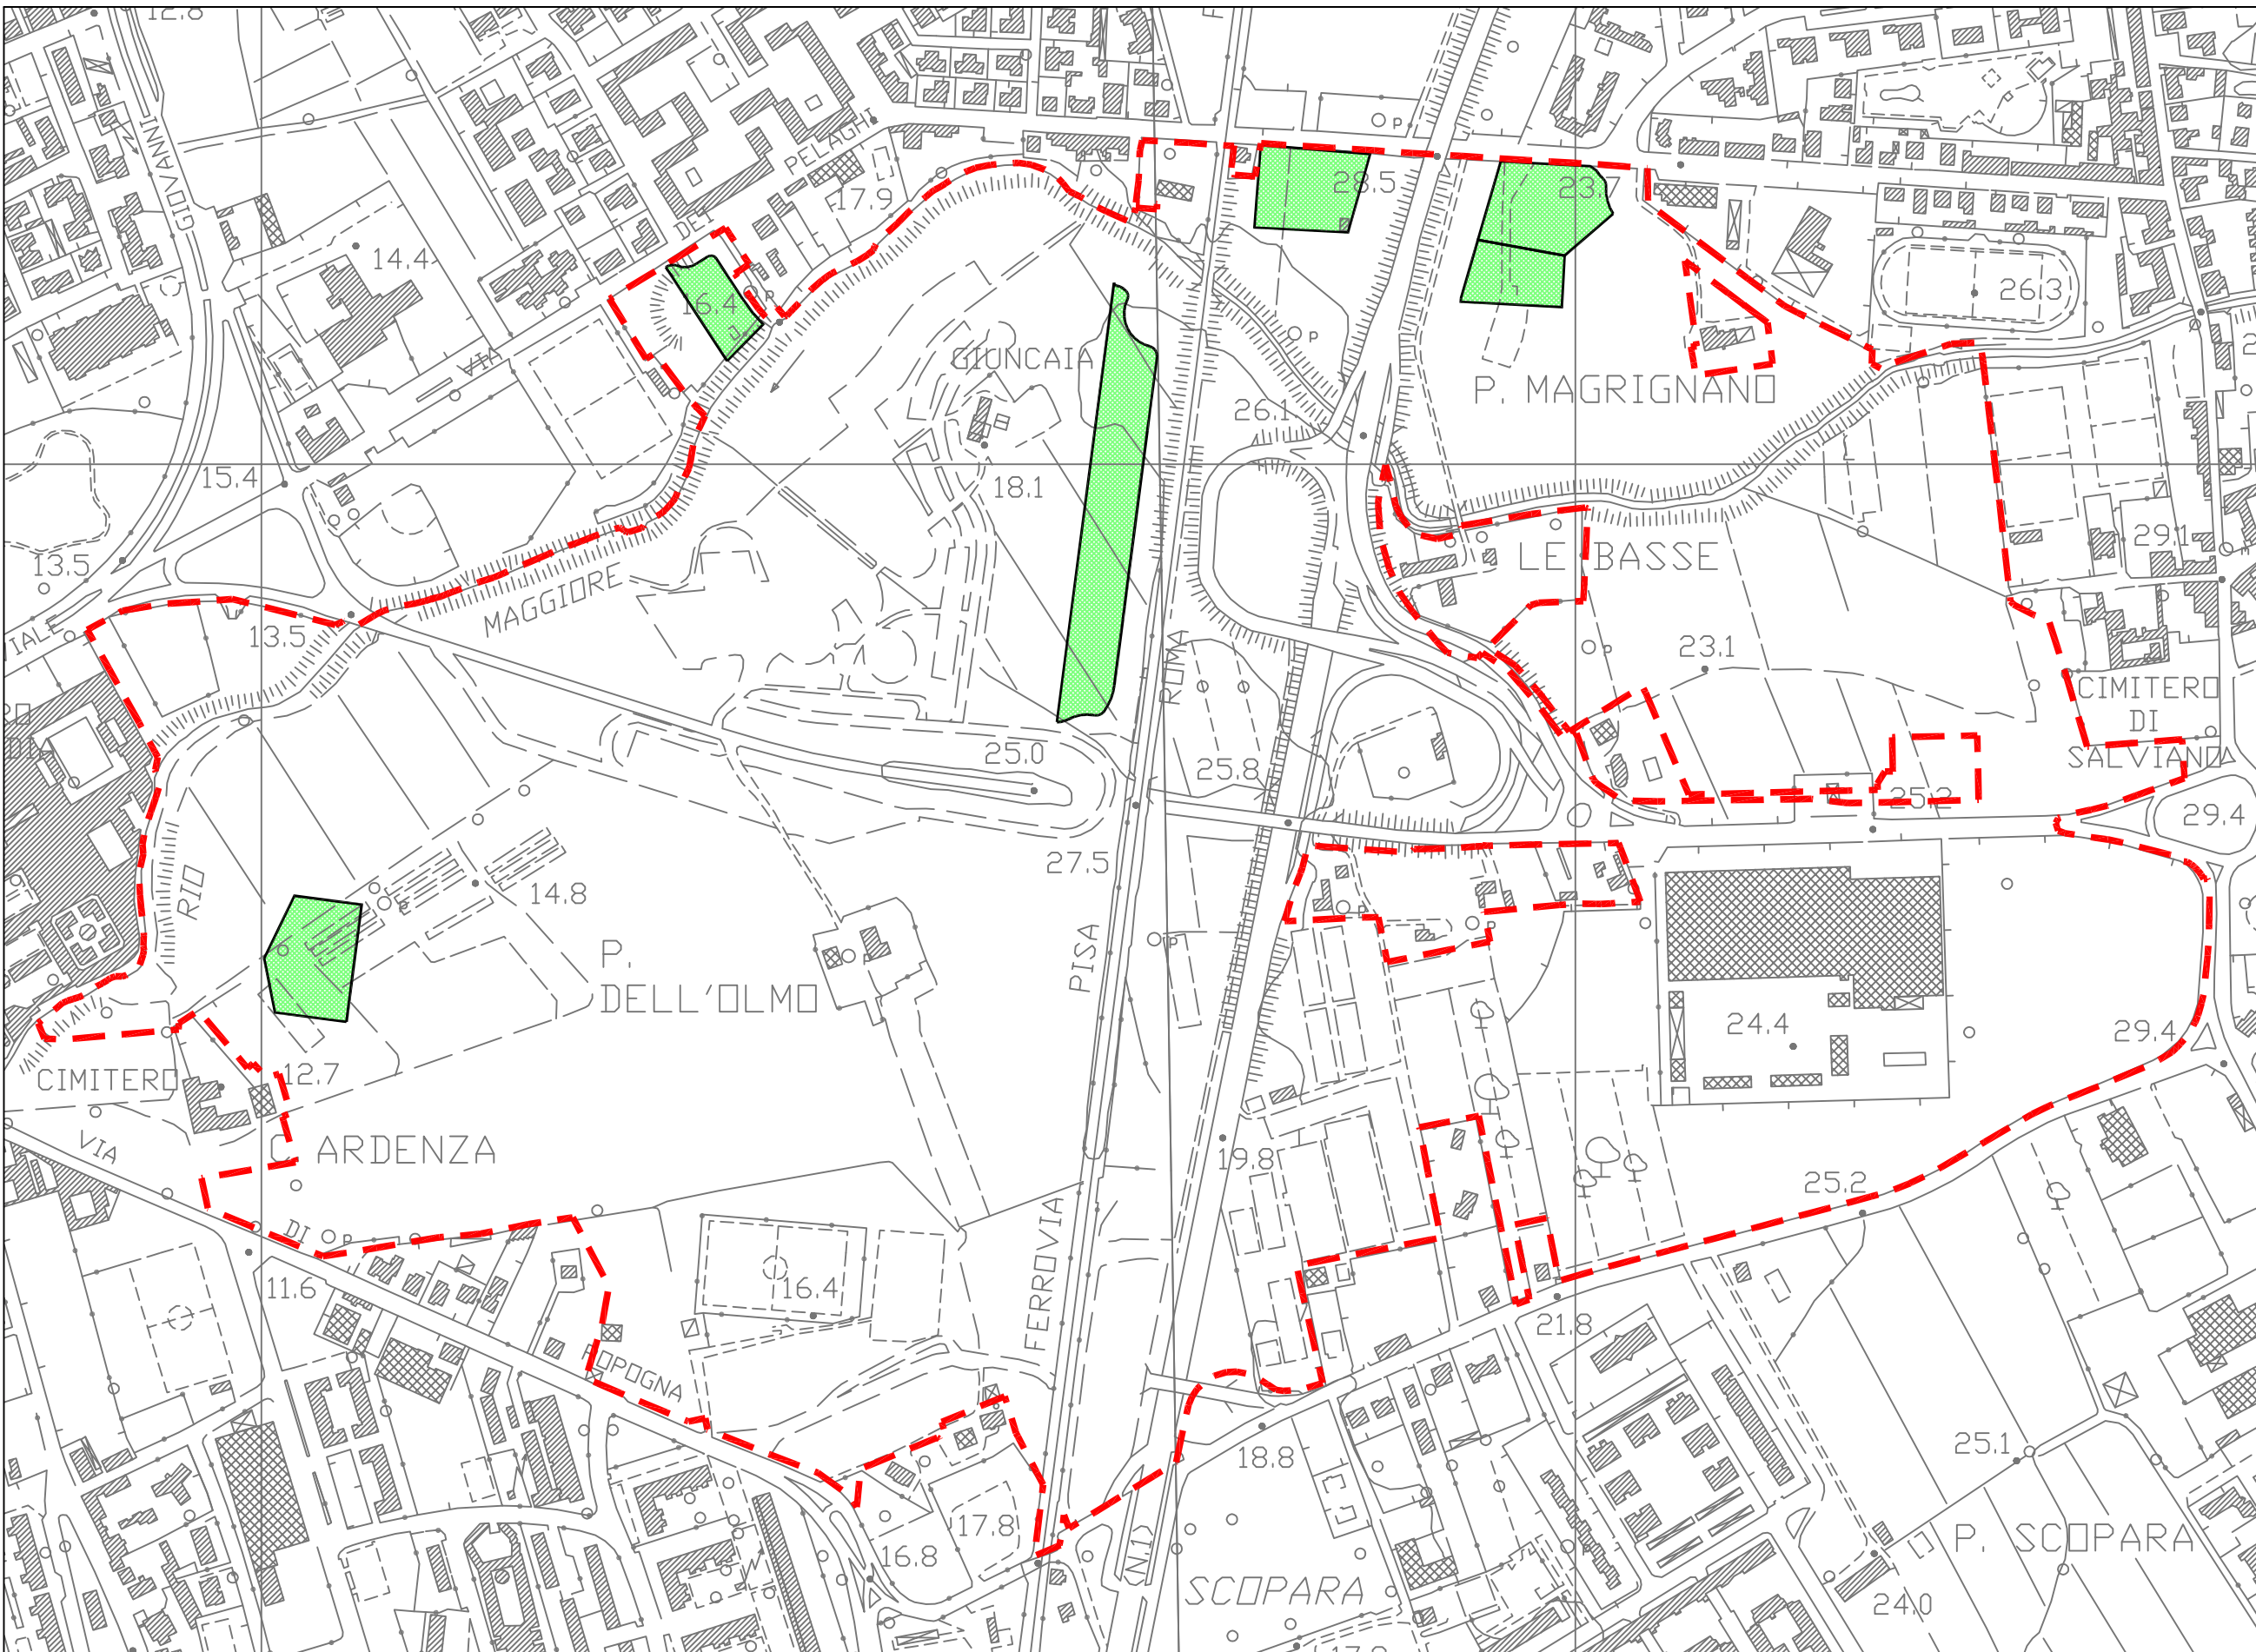 12.8
GIOVANNI
PELAGHI
DEI
17.9
14.4
28.5
23.7
26.3
16.4
VIA
GIUNCAIA
P. MAGRIGNANO
26.1
15.4
18.1
29.1
13.5
LE BASSE
MAGGIORE
13.5
23.1
ROMA
CIMITERO
DI
SALVIANO
25.0
25.8
25.2
29.4
27.5
RIO
14.8
P.
DELL'OLMO
PISA
24.4
29.4
CIMITERO
12.7
VIA
C ARDENZA
19.8
25.2
DI
11.6
16.4
FERROVIA
21.8
POPOGNA
18.8
25.1
17.8
16.8
(N.1)
SCOPARA
P. SCOPARA
24.0